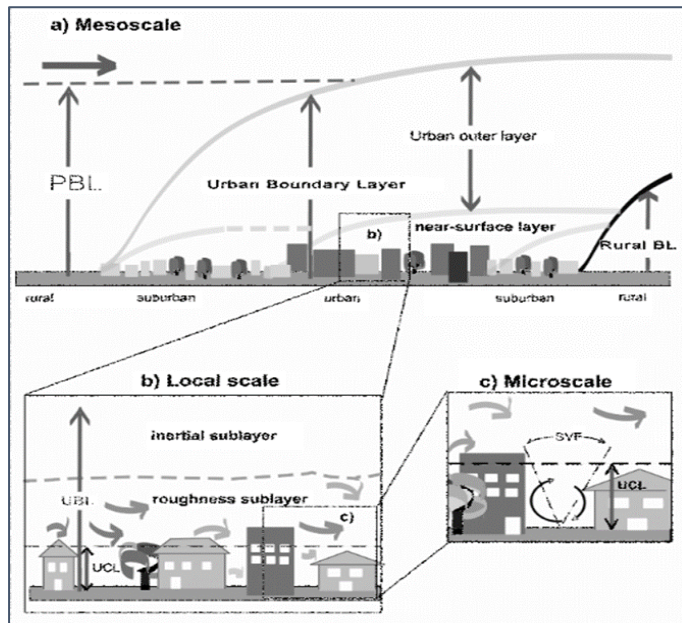 a) Mesoscale
Urban outer layer
PBL
Urban Boundary Layer
near-surface layer
b)
Rural BL
rural
suburban
urban
suburban
rural
b) Local scale
inertial sublayer
UBL
roughness sublayer
c)
UCL
c) Microscale
SVF
UCL